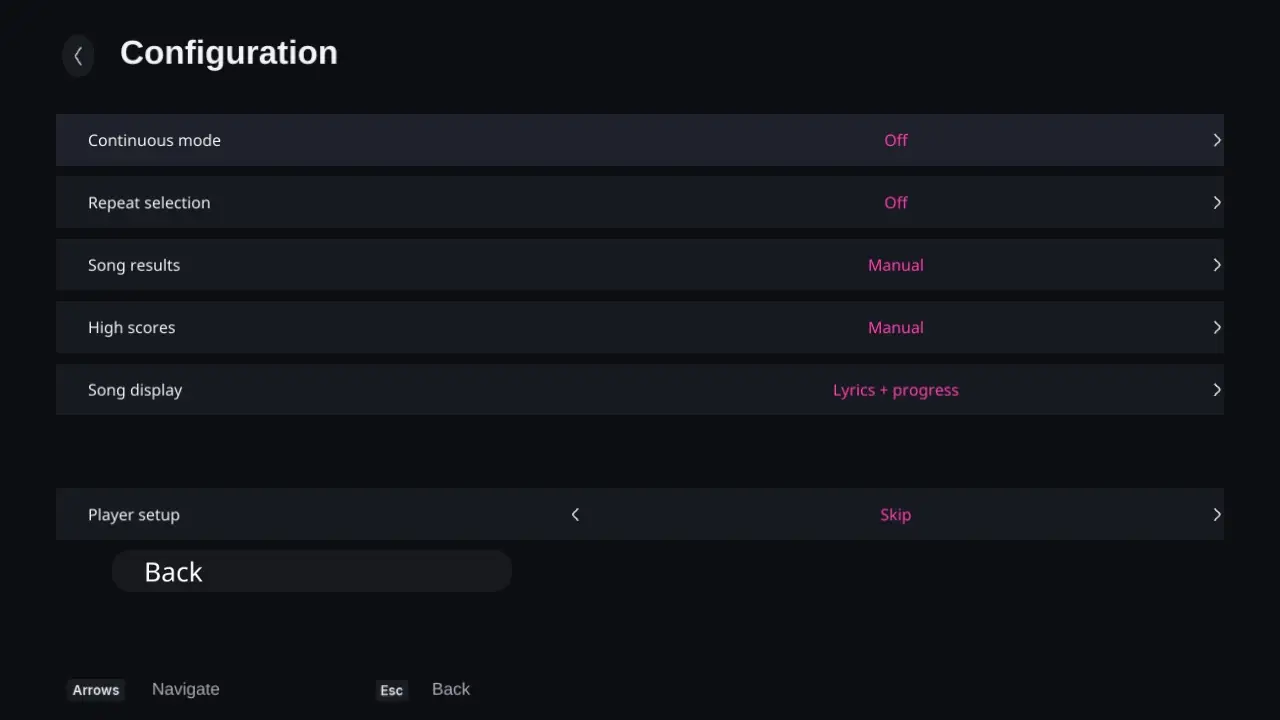 Configuration
Continuous mode Off
Repeat selection Off
Song results Manual
High scores Manual
Song display Lyrics + progress
Player setup Skip
Back
Arrows Navigate Esc Back